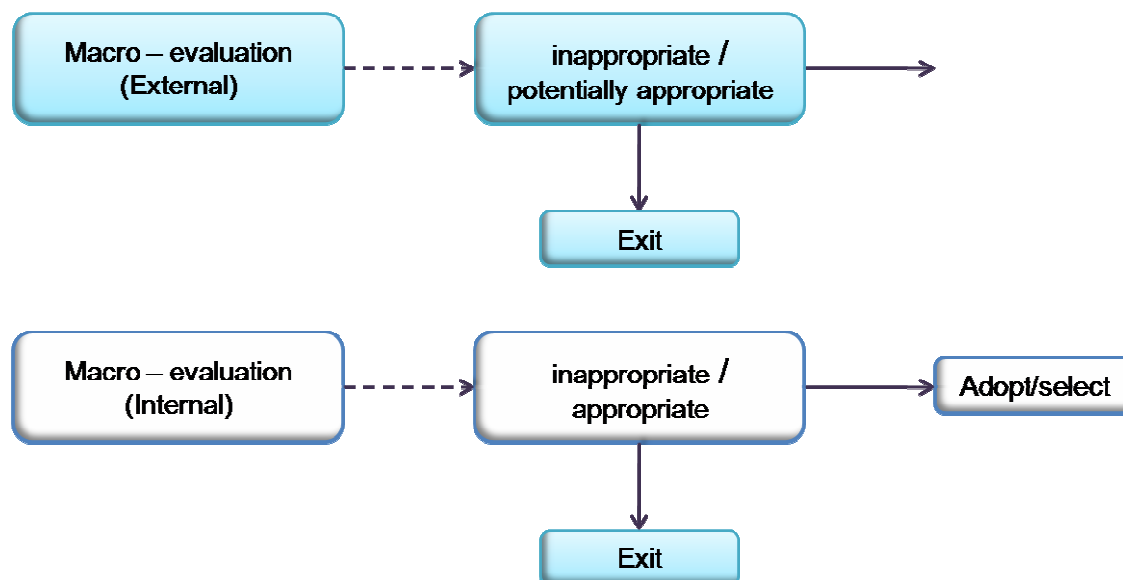 Macro – evaluation
(External)
inappropriate /
potentially appropriate
Exit
Macro – evaluation
(Internal)
inappropriate /
appropriate
Adopt/select
Exit